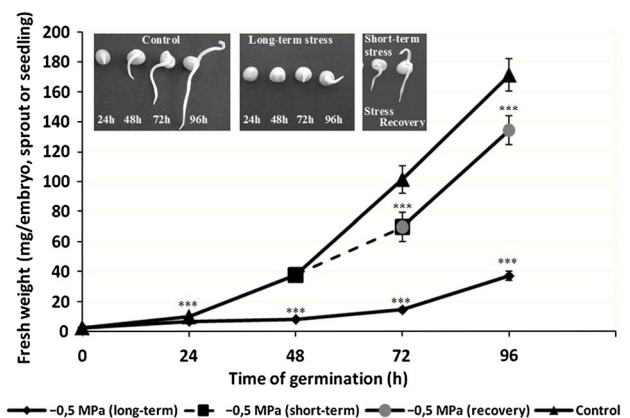 200
180
160
140
120
100
80
60
40
20
0
Fresh weight (mg/embryo, sprout or seedling)
Control
24h 48h 72h 96h
Long-term stress
24h 48h 72h 96h
Short-term
stress
Stress
Recovery
***
***
***
***
***
***
0 24 48 72 96
Time of germination (h)
−0,5 MPa (long-term) −0,5 MPa (short-term) −0,5 MPa (recovery) Control